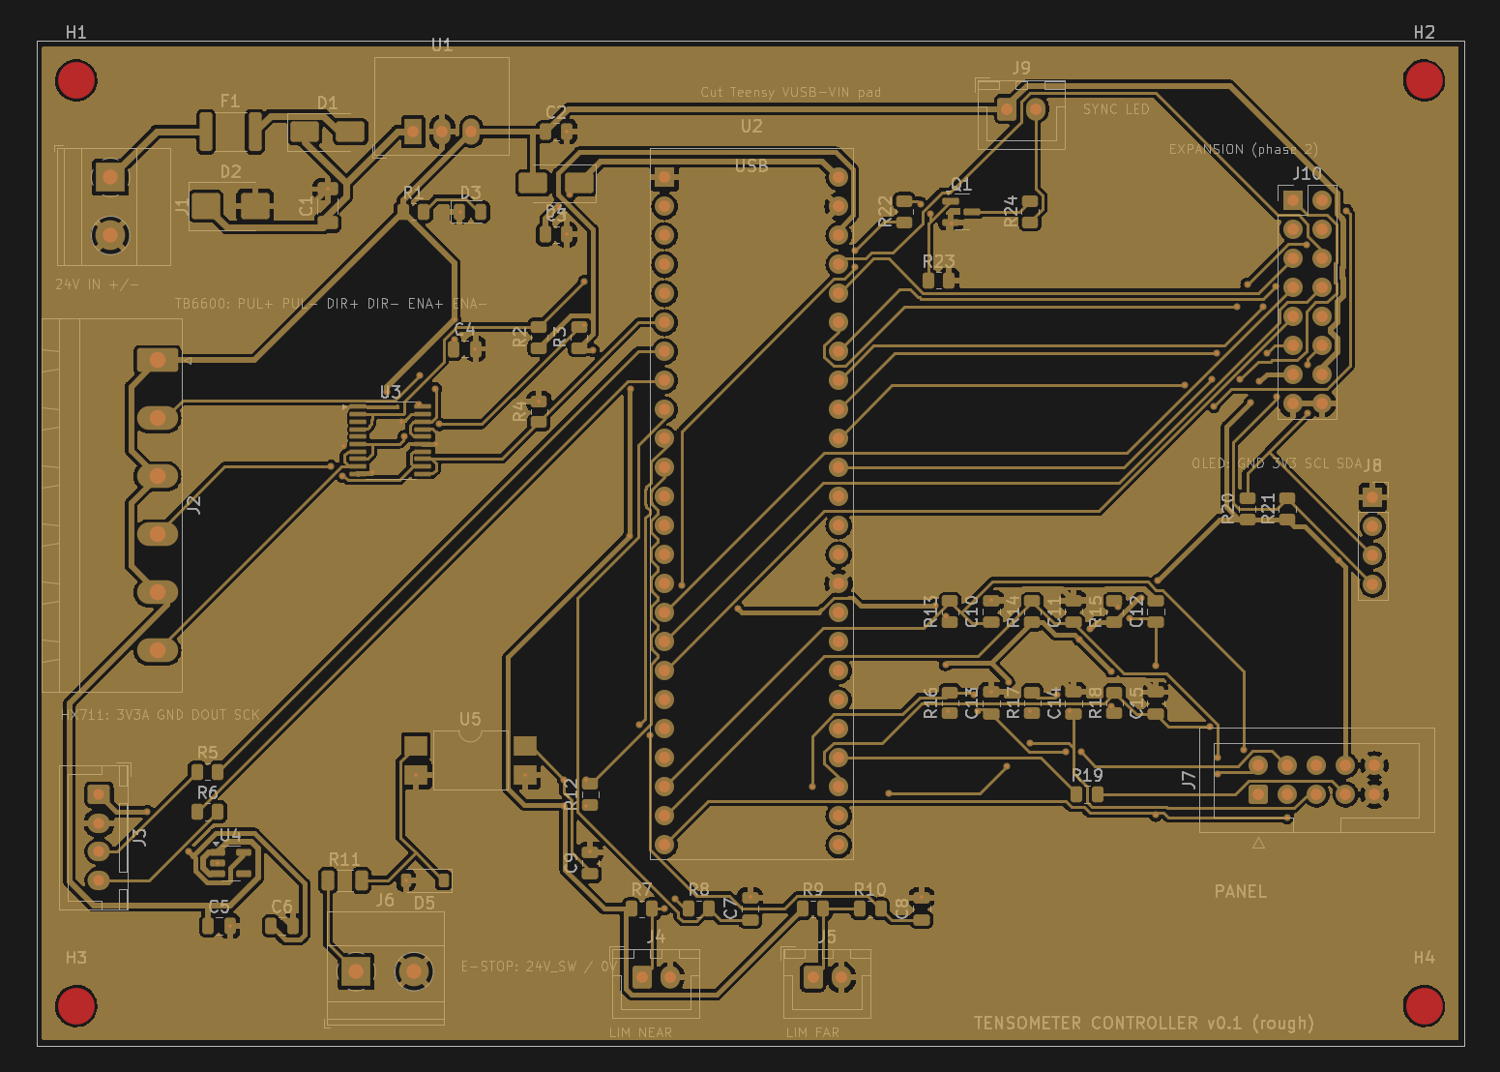 H1
H2
U1
J9
F1
D1
C2
Cut Teensy VUSB-VIN pad
SYNC LED
U2
USB
EXPANSION (phase 2)
D2
J10
J1
C1
R1
D3
Q1
R22
R24
R23
24V IN +/-
TB6600: PUL+ PUL- DIR+ DIR- ENA+ ENA-
C4
R2
R3
U3
R4
OLED: GND 3V3 SCL SDA
J8
J2
R20
R21
R13
C10
R14
C11
R15
C12
R16
C13
R17
C14
R18
C15
HX711: 3V3A GND DOUT SCK
U5
R5
R6
R12
R19
J7
J3
U4
C9
R11
J6
D5
R7
R8
C7
R9
R10
C8
PANEL
C5
C6
J4
J5
H3
H4
E-STOP: 24V_SW / 0V
LIM NEAR
LIM FAR
TENSOMETER CONTROLLER v0.1 (rough)